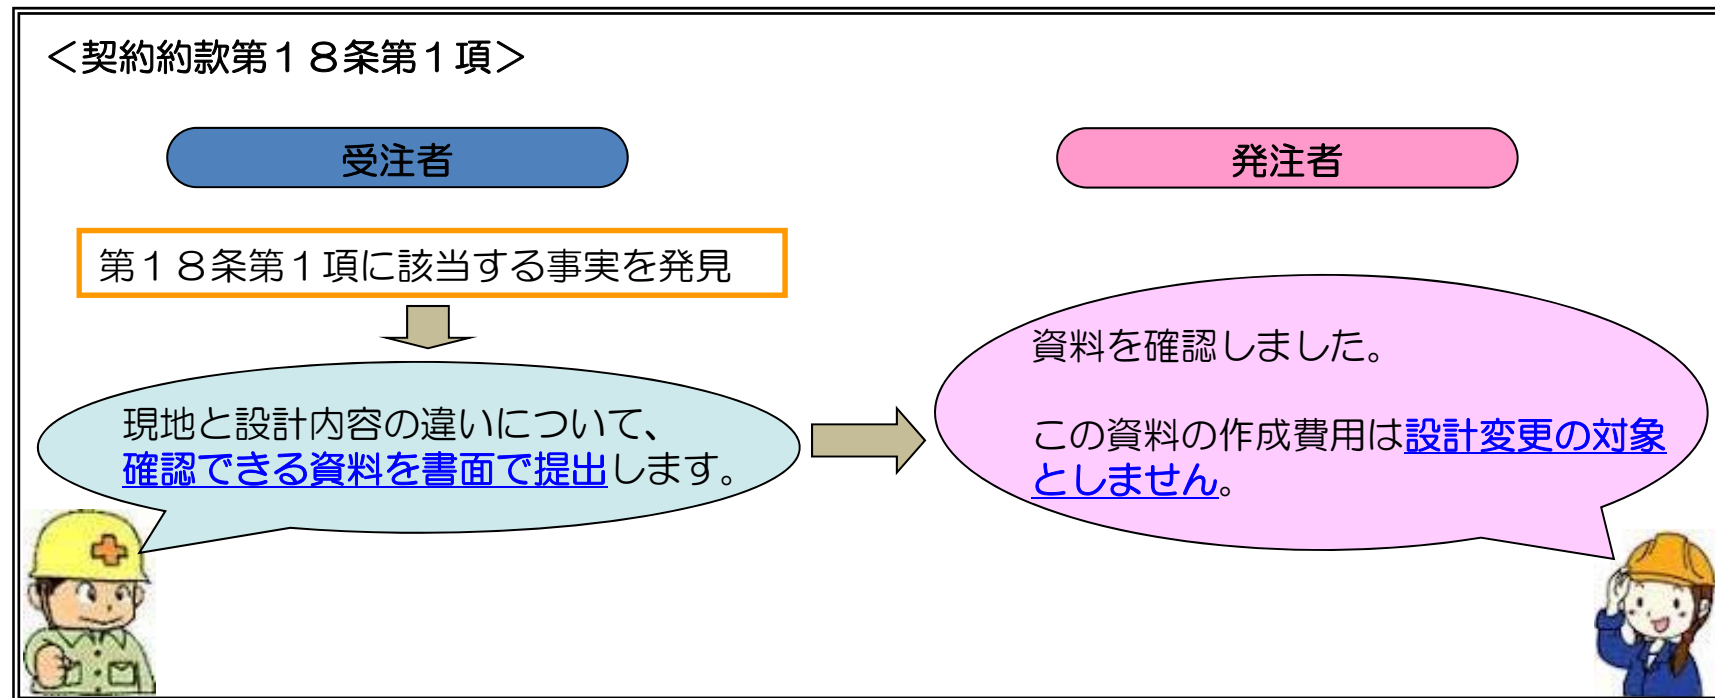 ＜契約約款第１８条第１項＞
受注者
発注者
第１８条第１項に該当する事実を発見
現地と設計内容の違いについて、
確認できる資料を書面で提出します。
資料を確認しました。
この資料の作成費用は設計変更の対象
としません。